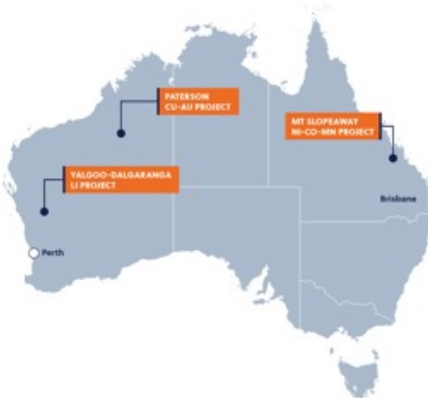 PATERSON
CU-AU PROJECT
MT SLOPEAWAY
NI-CO-MN PROJECT
YALGOO-DALGARANGA
LI PROJECT
Brisbane
Perth